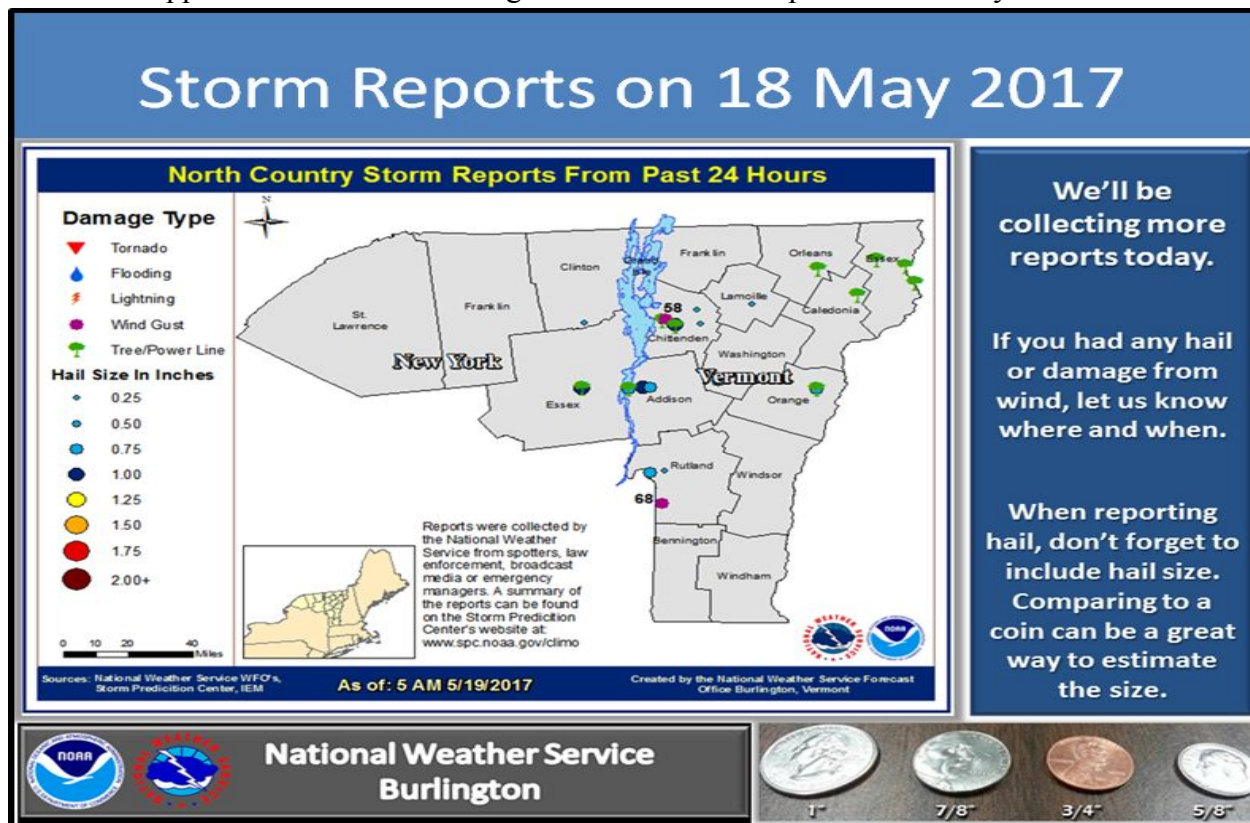 Storm Reports on 18 May 2017
North Country Storm Reports From Past 24 Hours
Damage Type
Tornado
Flooding
Lightning
Wind Gust
Tree/Power Line
Hail Size In Inches
0.25
0.50
0.75
1.00
1.25
1.50
1.75
2.00+
0 10 20 40
Miles
N
St.
Lawrence
Franklin
Clinton
Grand
Isle
Franklin
Orleans
Essex
Lamoille
Caledonia
58
Chittenden
Washington
New York
Vermont
Essex
Addison
Orange
Rutland
Windsor
68
Bennington
Windham
Reports were collected by
the National Weather
Service from spotters, law
enforcement, broadcast
media or emergency
managers. A summary of
the reports can be found
on the Storm Predicition
Center's website at:
www.spc.noaa.gov/climo
Sources: National Weather Service WFO's,
Storm Predicition Center, IEM
As of: 5 AM 5/19/2017
Created by the National Weather Service Forecast
Office Burlington, Vermont
We'll be
collecting more
reports today.
If you had any hail
or damage from
wind, let us know
where and when.
When reporting
hail, don't forget to
include hail size.
Comparing to a
coin can be a great
way to estimate
the size.
NOAA
National Weather Service
Burlington
1" 7/8" 3/4" 5/8"